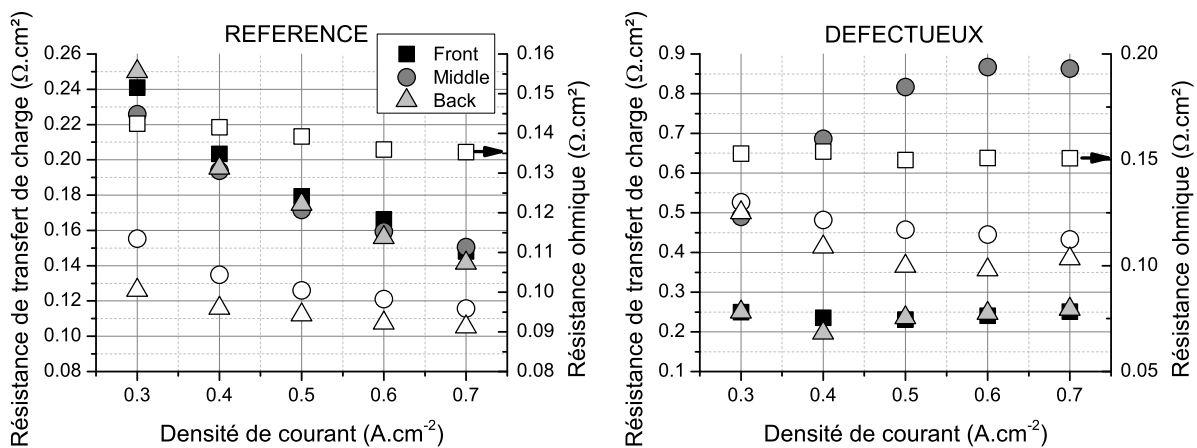 REFERENCE
Résistance de transfert de charge (Ω.cm²)
0.26
0.24
0.22
0.20
0.18
0.16
0.14
0.12
0.10
0.08
Front
Middle
Back
0.16
0.15
0.14
0.13
0.12
0.11
0.10
0.09
0.08
Résistance ohmique (Ω.cm²)
0.3 0.4 0.5 0.6 0.7
Densité de courant (A.cm-2)
DEFECTUEUX
Résistance de transfert de charge (Ω.cm²)
0.9
0.8
0.7
0.6
0.5
0.4
0.3
0.2
0.1
0.20
0.15
0.10
0.05
Résistance ohmique (Ω.cm²)
0.3 0.4 0.5 0.6 0.7
Densité de courant (A.cm-2)